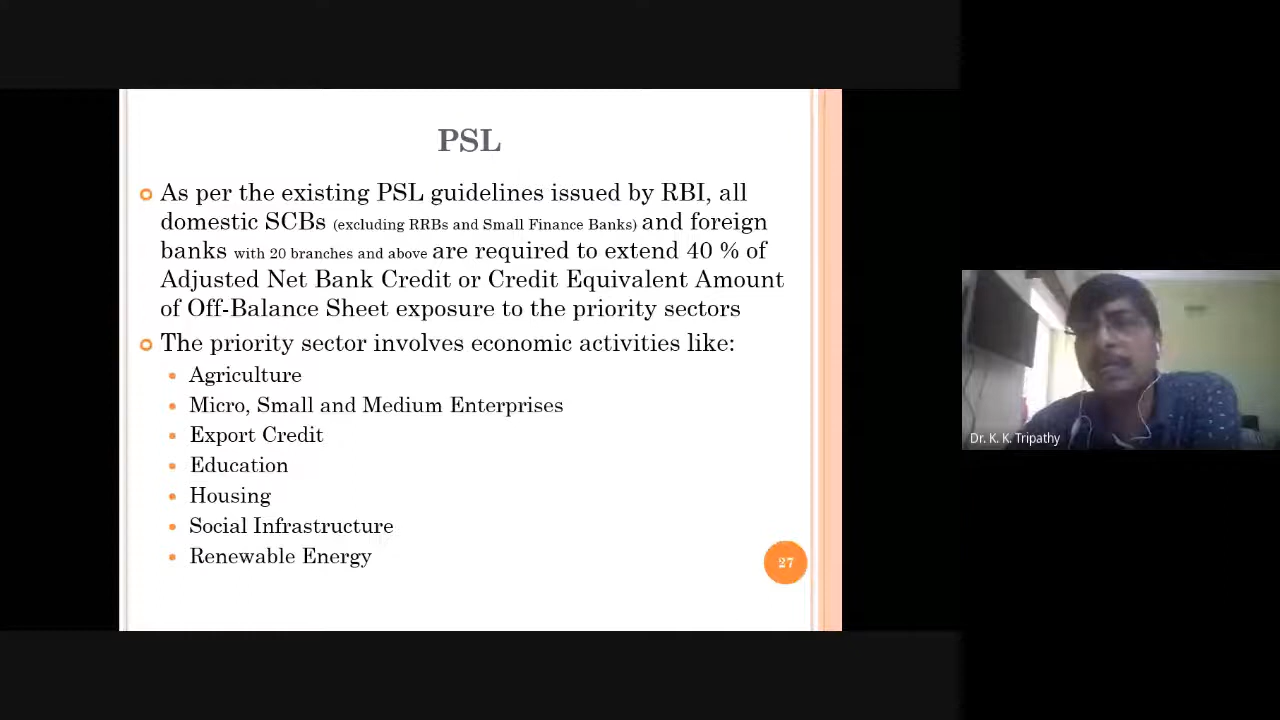 PSL
As per the existing PSL guidelines issued by RBI, all
domestic SCBs (excluding RRBs and Small Finance Banks) and foreign
banks with 20 branches and above are required to extend 40 % of
Adjusted Net Bank Credit or Credit Equivalent Amount
of Off-Balance Sheet exposure to the priority sectors
The priority sector involves economic activities like:
Agriculture
Micro, Small and Medium Enterprises
Export Credit
Education
Housing
Social Infrastructure
Renewable Energy
27
Dr. K. K. Tripathy